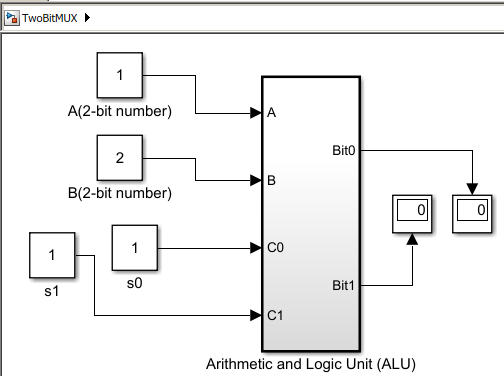 TwoBitMUX
1
A(2-bit number)
A
2
B(2-bit number)
B
Bit0
0
0
1
s1
1
s0
C0
Bit1
C1
Arithmetic and Logic Unit (ALU)